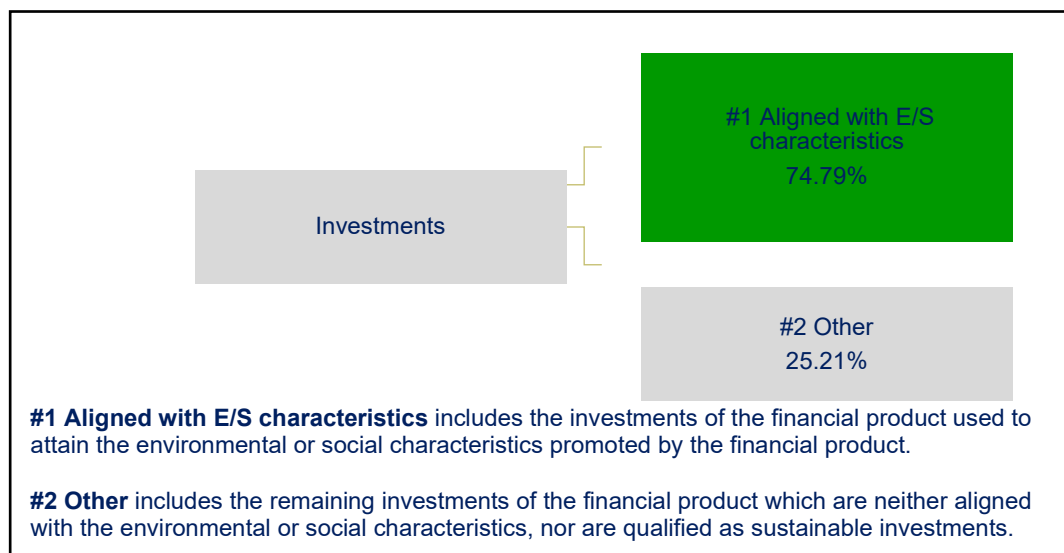 #1 Aligned with E/S
characteristics
74.79%
Investments
#2 Other
25.21%
#1 Aligned with E/S characteristics includes the investments of the financial product used to
attain the environmental or social characteristics promoted by the financial product.
#2 Other includes the remaining investments of the financial product which are neither aligned
with the environmental or social characteristics, nor are qualified as sustainable investments.